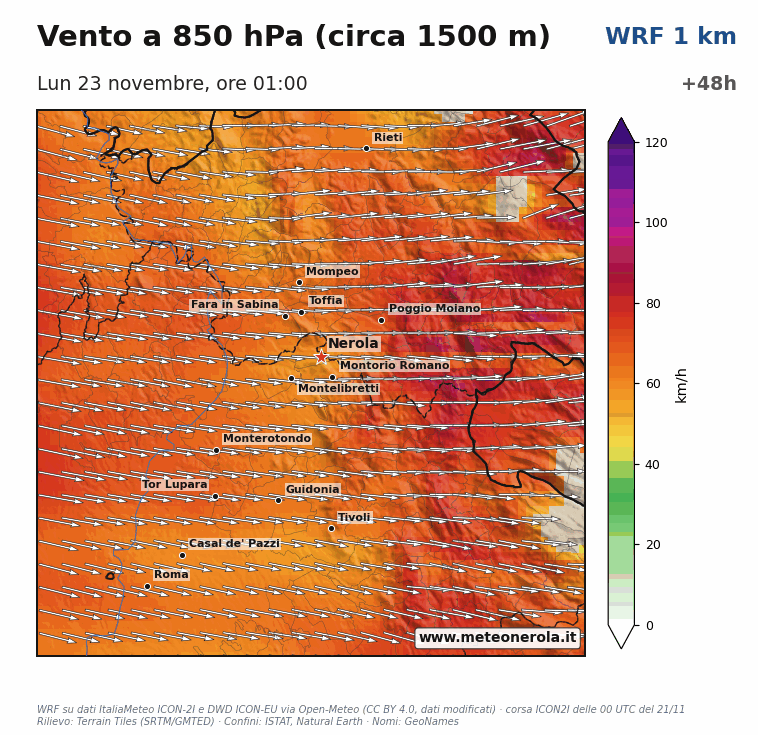 Vento a 850 hPa (circa 1500 m)
WRF 1 km
Lun 23 novembre, ore 01:00
+48h
Rieti
Mompeo
Toffia
Fara in Sabina
Poggio Moiano
Nerola
Montorio Romano
Montelibretti
Monterotondo
Tor Lupara
Guidonia
Tivoli
Casal de' Pazzi
Roma
www.meteonerola.it
120
100
80
60
40
20
0
km/h
WRF su dati ItaliaMeteo ICON-2I e DWD ICON-EU via Open-Meteo (CC BY 4.0, dati modificati) · corsa ICON2I delle 00 UTC del 21/11
Rilievo: Terrain Tiles (SRTM/GMTED) · Confini: ISTAT, Natural Earth · Nomi: GeoNames